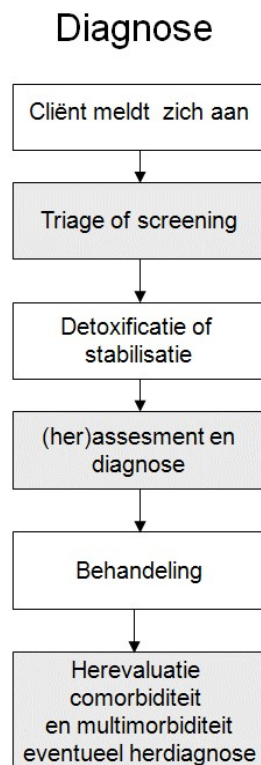 Diagnose
Cliënt meldt zich aan
Triage of screening
Detoxificatie of
stabilisatie
(her)assesment en
diagnose
Behandeling
Herevaluatie
comorbiditeit
en multimorbiditeit
eventueel herdiagnose